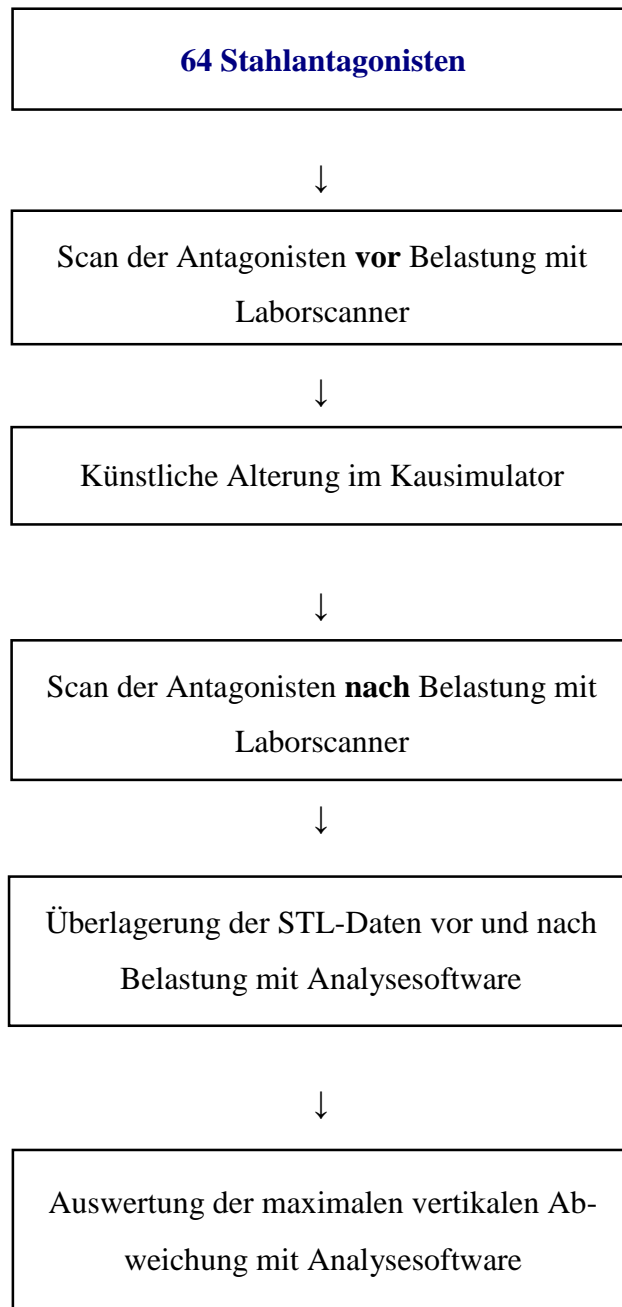 64 Stahlantagonisten
↓
Scan der Antagonisten vor Belastung mit
Laborscanner
↓
Künstliche Alterung im Kausimulator
↓
Scan der Antagonisten nach Belastung mit
Laborscanner
↓
Überlagerung der STL-Daten vor und nach
Belastung mit Analysesoftware
↓
Auswertung der maximalen vertikalen Ab-
weichung mit Analysesoftware